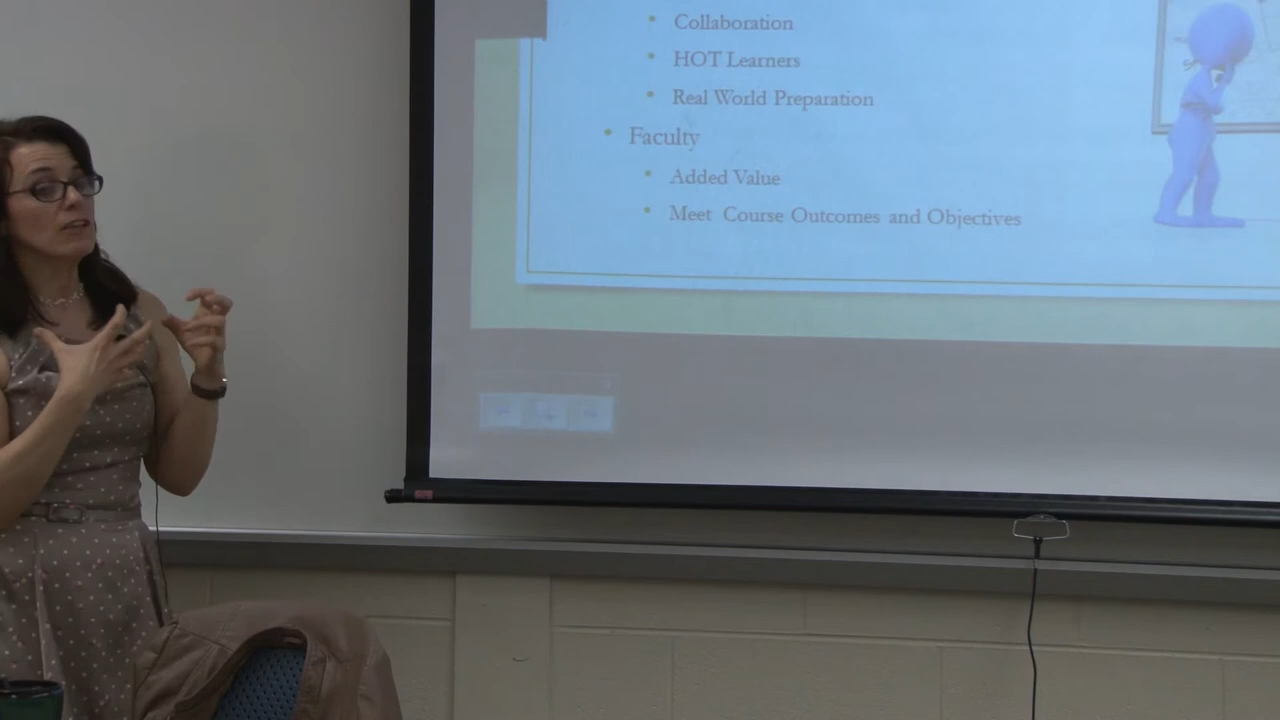 Collaboration
HOT Learners
Real World Preparation
Faculty
Added Value
Meet Course Outcomes and Objectives